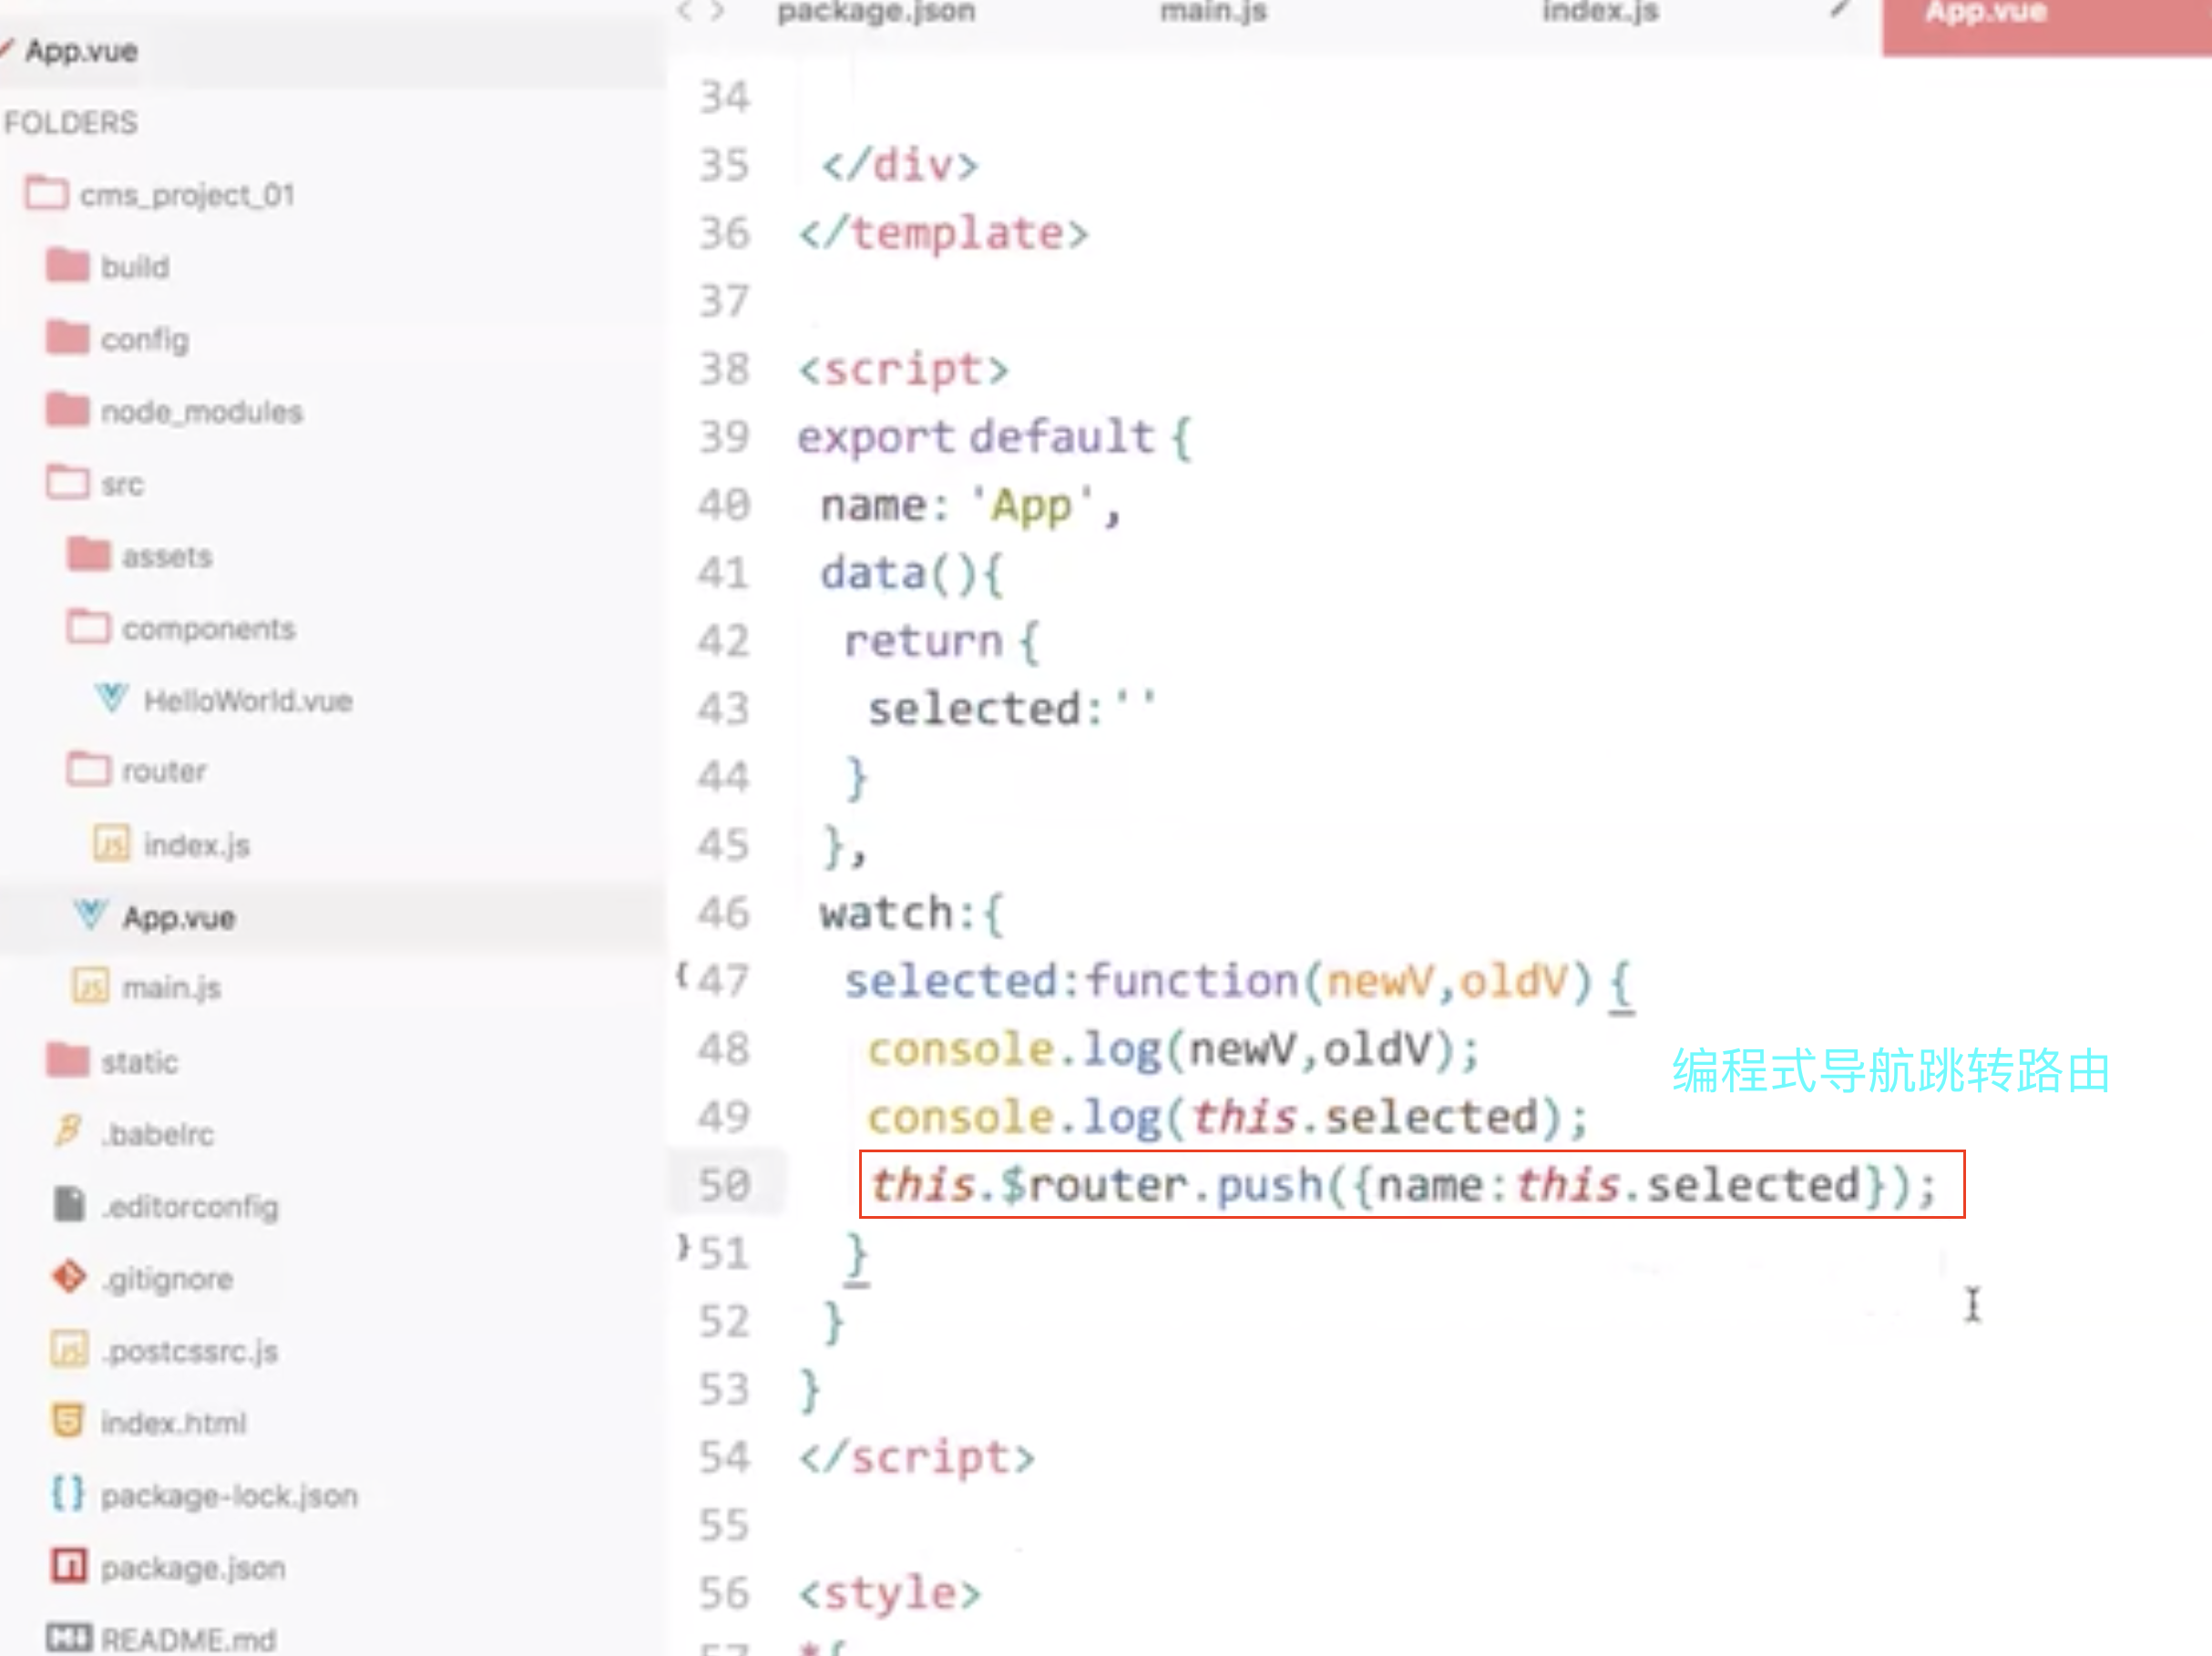 App.vue
FOLDERS
cms_project_01
build
config
node_modules
src
assets
components
HelloWorld.vue
router
index.js
App.vue
main.js
static
.babelrc
.editorconfig
.gitignore
.postcssrc.js
index.html
package-lock.json
package.json
README.md
package.json main.js index.js App.vue
34
35 </div>
36 </template>
37
38 <script>
39 export default {
40 name: 'App',
41 data(){
42 return {
43 selected:''
44 }
45 },
46 watch:{
47 selected:function(newV,oldV) {
48 console.log(newV,oldV);
49 console.log(this.selected);
编程式导航跳转路由
50 this.$router.push({name:this.selected});
51 }
52 }
53 }
54 </script>
55
56 <style>
57 *{